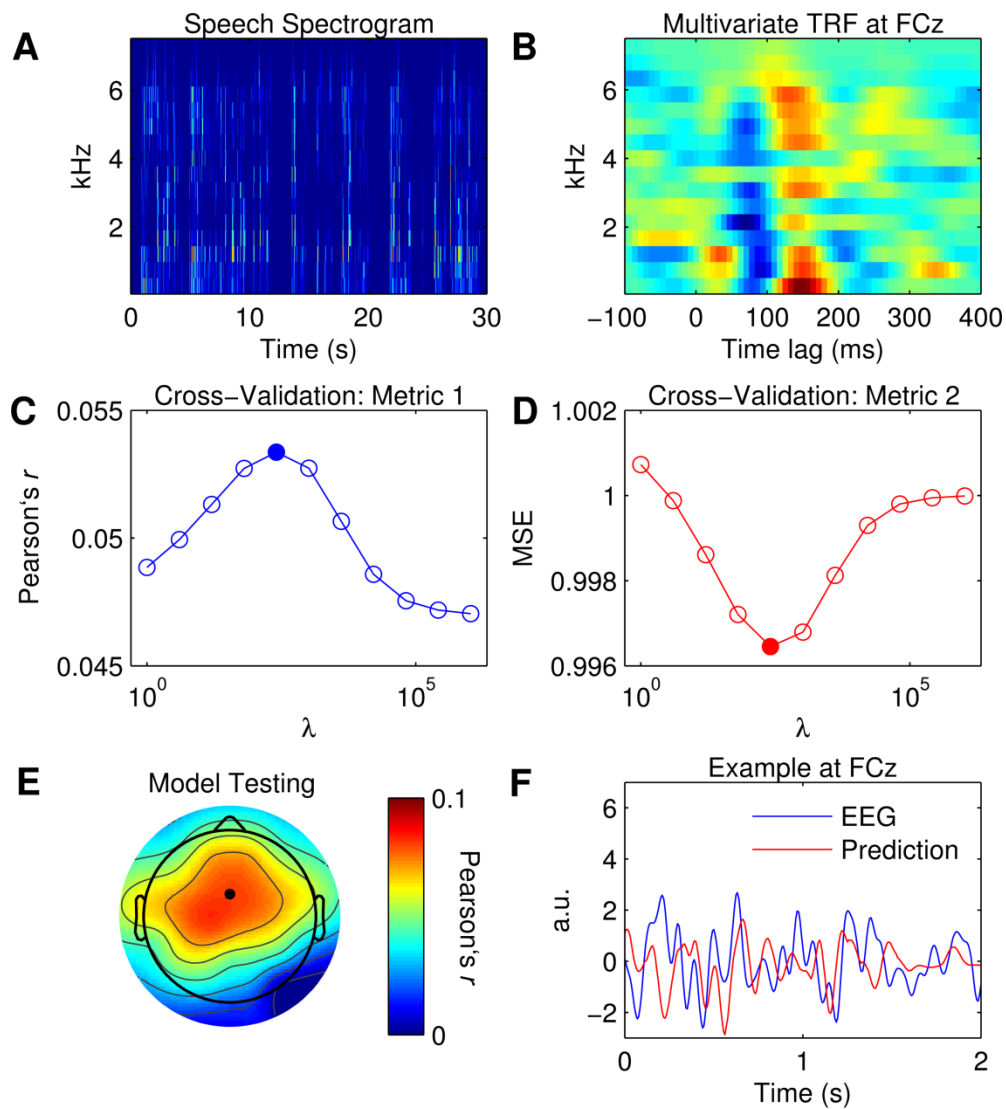 A
Speech Spectrogram
kHz
6
4
2
0
10
20
30
Time (s)
B
Multivariate TRF at FCz
kHz
6
4
2
−100
0
100
200
300
400
Time lag (ms)
C
Cross−Validation: Metric 1
Pearson‘s r
0.055
0.05
0.045
10^0
10^5
λ
D
Cross−Validation: Metric 2
MSE
1.002
1
0.998
0.996
10^0
10^5
λ
E
Model Testing
0.1
0
Pearson‘s r
F
Example at FCz
EEG
Prediction
a.u.
6
4
2
0
−2
0
1
2
Time (s)